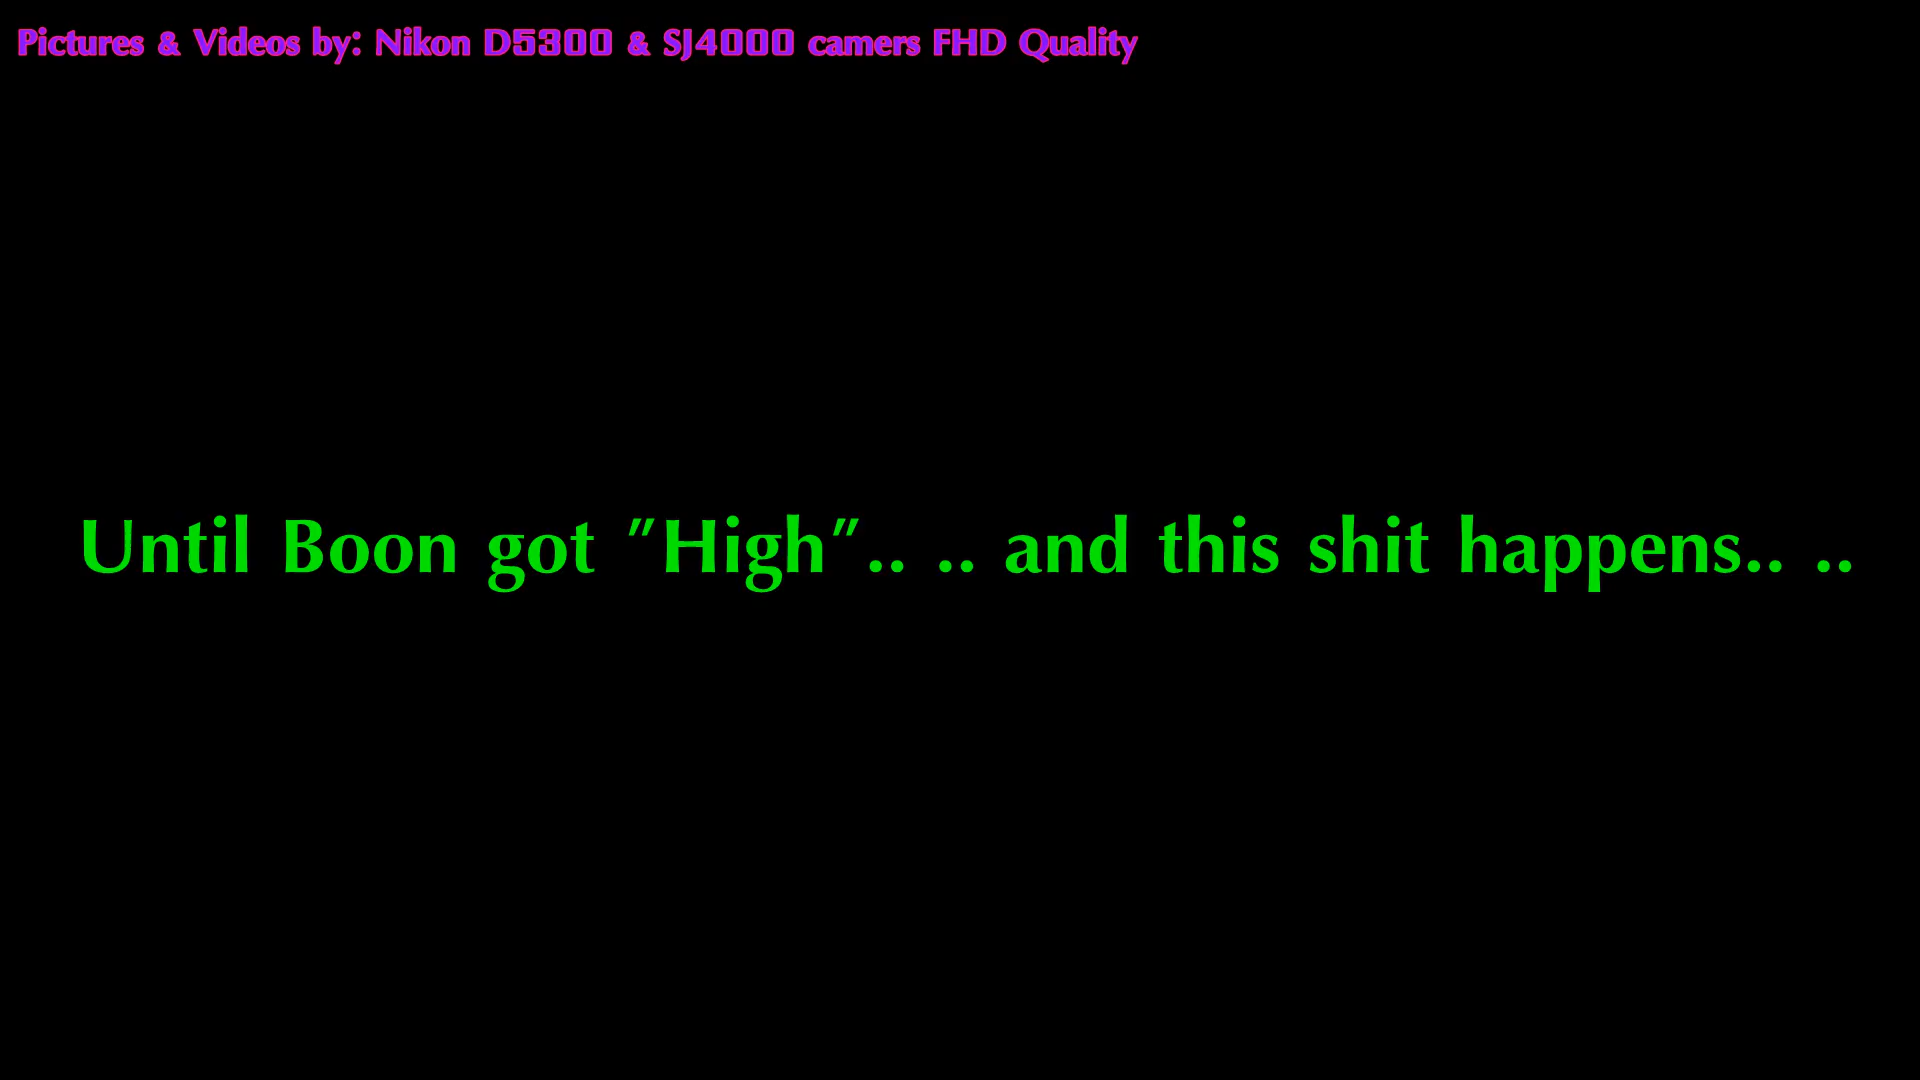 Pictures & Videos by: Nikon D5300 & SJ4000 camers FHD Quality
Until Boon got "High".. .. and this shit happens.. ..